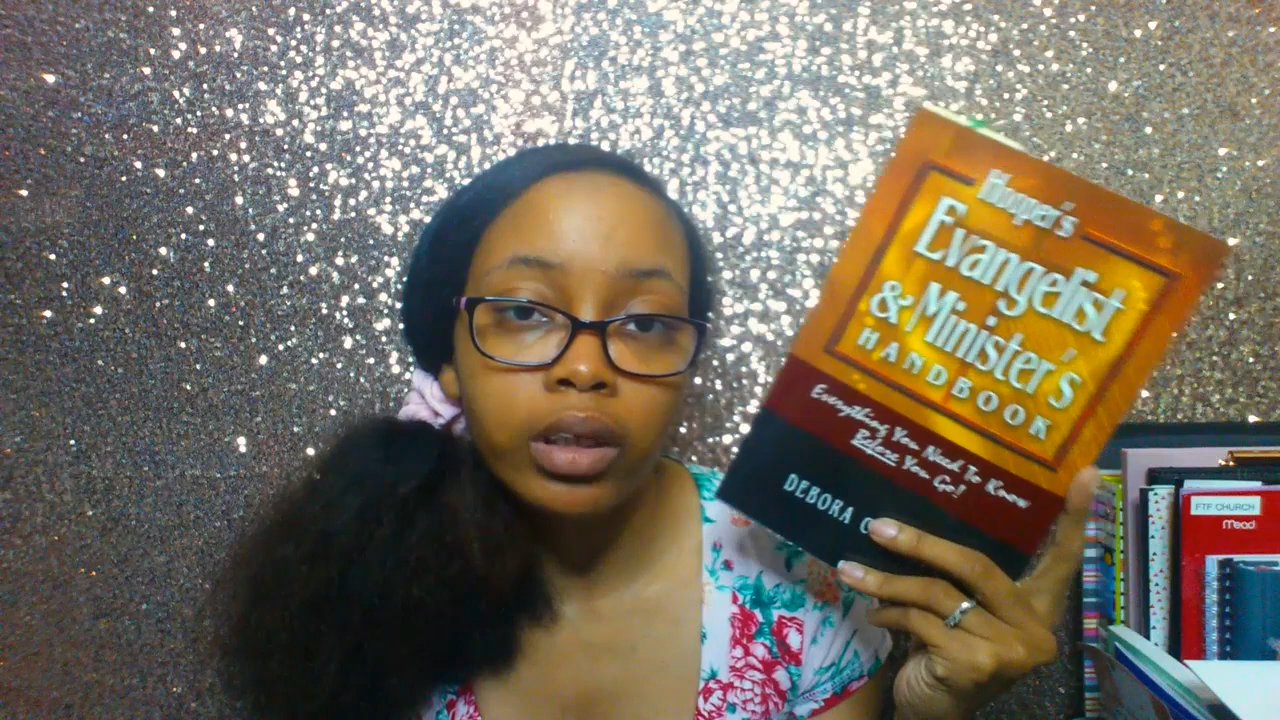 Hooper's
Evangelist
& Minister's
HANDBOOK
Everything You Need To Know
Before You Go!
DEBORA
FTF CHURCH
Mead